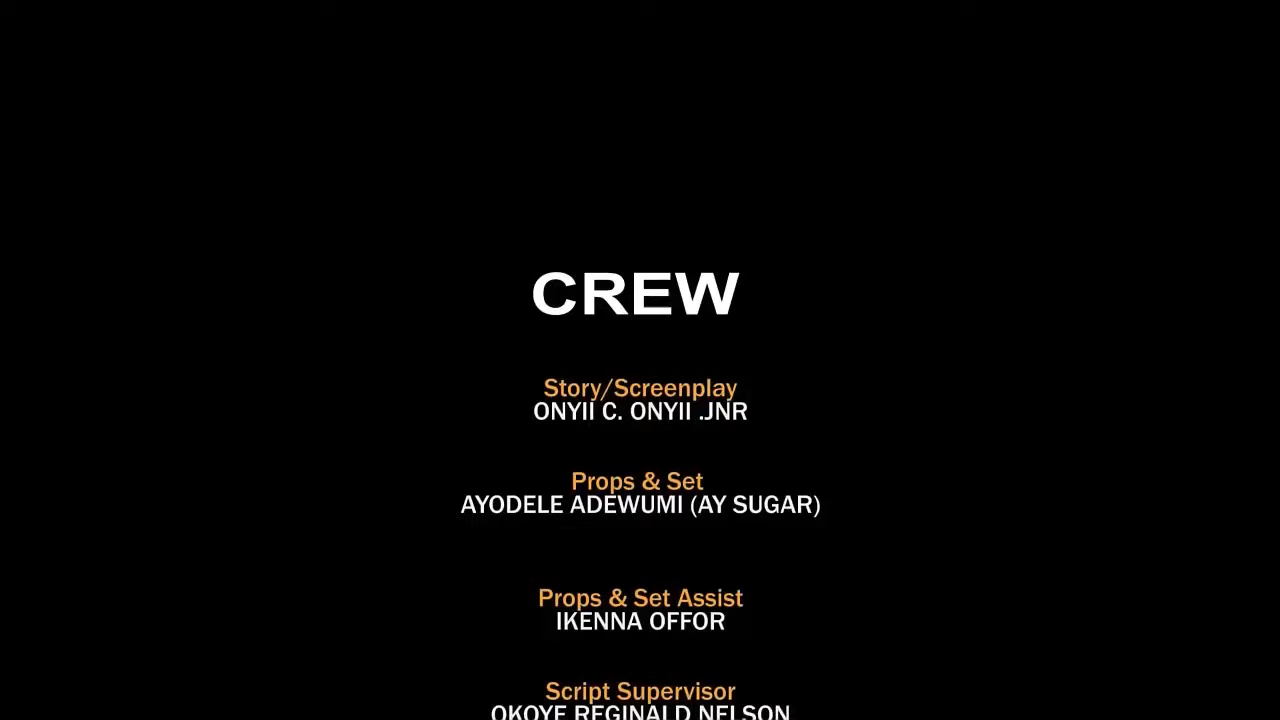 CREW
Story/Screenplay
ONYII C. ONYII .JNR
Props & Set
AYODELE ADEWUMI (AY SUGAR)
Props & Set Assist
IKENNA OFFOR
Script Supervisor
OKOYE REGINALD NELSON